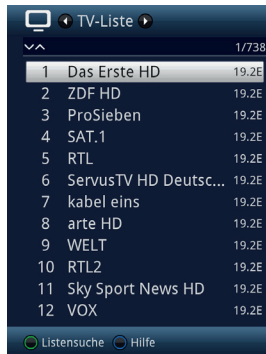 TV-Liste
1/738
1 Das Erste HD 19.2E
2 ZDF HD 19.2E
3 ProSieben 19.2E
4 SAT.1 19.2E
5 RTL 19.2E
6 ServusTV HD Deutsc... 19.2E
7 kabel eins 19.2E
8 arte HD 19.2E
9 WELT 19.2E
10 RTL2 19.2E
11 Sky Sport News HD 19.2E
12 VOX 19.2E
Listensuche Hilfe